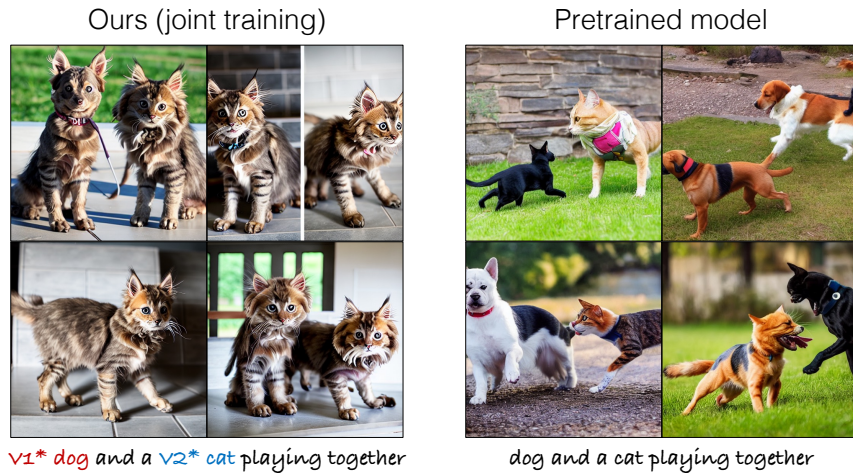 Ours (joint training)
Pretrained model
V1* dog and a V2* cat playing together
dog and a cat playing together